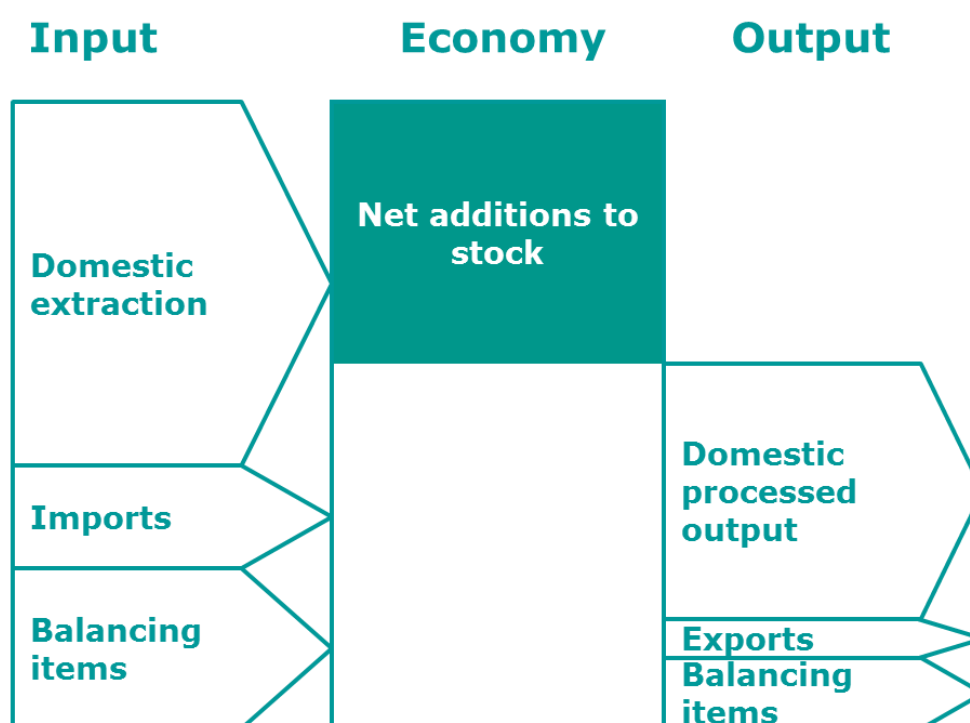 Input
Economy
Output
Net additions to
stock
Domestic
extraction
Imports
Balancing
items
Domestic
processed
output
Exports
Balancing
items